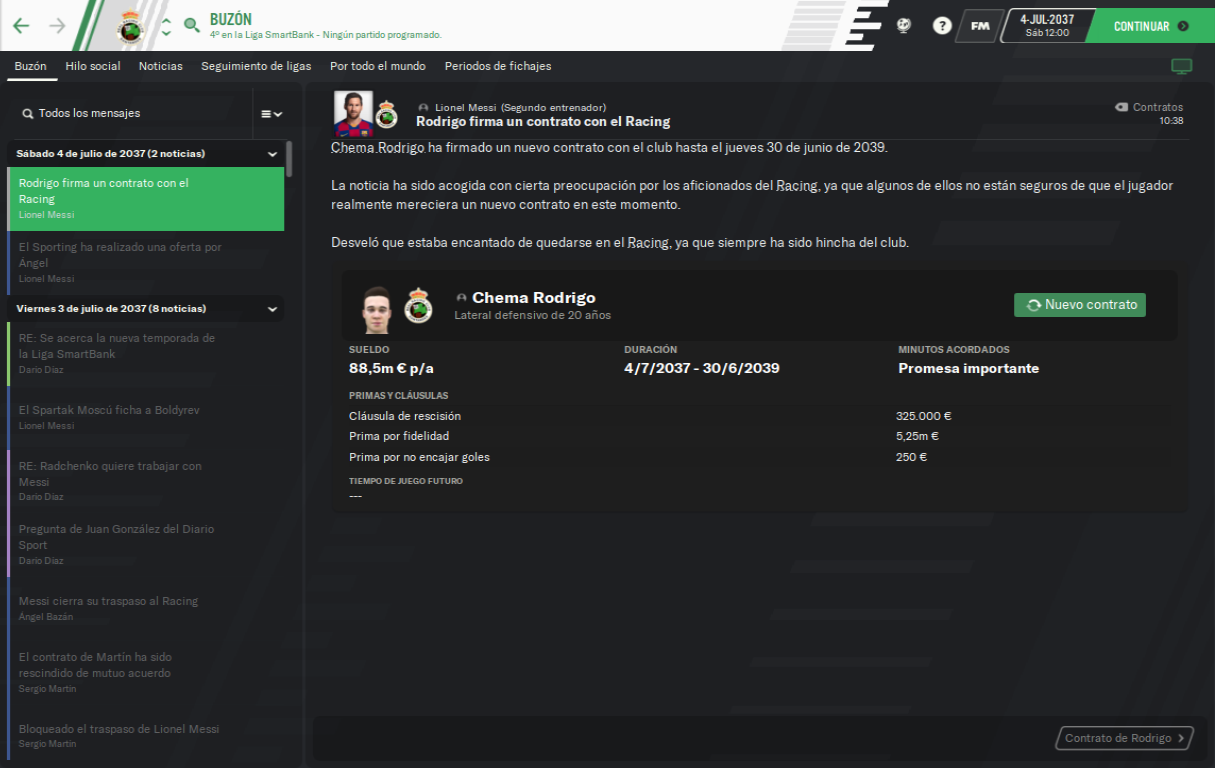 BUZÓN
4º en la Liga SmartBank - Ningún partido programado.
?
FM
4-JUL-2037
Sáb 12:00
CONTINUAR
Buzón Hilo social Noticias Seguimiento de ligas Por todo el mundo Periodos de fichajes
Todos los mensajes
Sábado 4 de julio de 2037 (2 noticias)
Rodrigo firma un contrato con el
Racing
Lionel Messi
El Sporting ha realizado una oferta por
Ángel
Lionel Messi
Viernes 3 de julio de 2037 (8 noticias)
RE: Se acerca la nueva temporada de
la Liga SmartBank
Darío Díaz
El Spartak Moscú ficha a Boldyrev
Lionel Messi
RE: Radchenko quiere trabajar con
Messi
Darío Díaz
Pregunta de Juan González del Diario
Sport
Darío Díaz
Messi cierra su traspaso al Racing
Ángel Bazán
El contrato de Martín ha sido
rescindido de mutuo acuerdo
Sergio Martín
Bloqueado el traspaso de Lionel Messi
Sergio Martín
Lionel Messi (Segundo entrenador)
Rodrigo firma un contrato con el Racing
Contratos
10:38
Chema Rodrigo ha firmado un nuevo contrato con el club hasta el jueves 30 de junio de 2039.
La noticia ha sido acogida con cierta preocupación por los aficionados del Racing, ya que algunos de ellos no están seguros de que el jugador
realmente mereciera un nuevo contrato en este momento.
Desveló que estaba encantado de quedarse en el Racing, ya que siempre ha sido hincha del club.
Chema Rodrigo
Lateral defensivo de 20 años
Nuevo contrato
SUELDO DURACIÓN MINUTOS ACORDADOS
88,5m € p/a 4/7/2037 - 30/6/2039 Promesa importante
PRIMAS Y CLÁUSULAS
Cláusula de rescisión 325.000 €
Prima por fidelidad 5,25m €
Prima por no encajar goles 250 €
TIEMPO DE JUEGO FUTURO
---
Contrato de Rodrigo